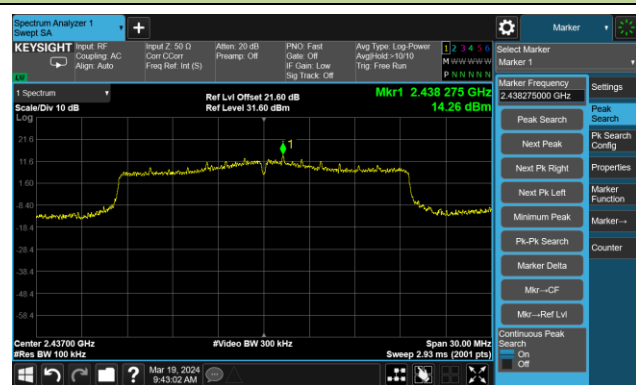 Spectrum Analyzer 1
Swept SA
Marker
KEYSIGHT
Input: RF
Coupling: AC
Align: Auto
Input Z: 50 Ω
Corr CCorr
Freq Ref: Int (S)
Atten: 20 dB
Preamp: Off
PNO: Fast
Gate: Off
IF Gain: Low
Sig Track: Off
Avg Type: Log-Power
Avg|Hold:>10/10
Trig: Free Run
1 2 3 4 5 6
M W W W W W
P N N N N N
LW
Select Marker
Marker 1
1 Spectrum
Scale/Div 10 dB
Log
Ref Lvl Offset 21.60 dB
Ref Level 31.60 dBm
Mkr1 2.438 275 GHz
14.26 dBm
1
21.6
11.6
1.60
-8.40
-18.4
-28.4
-38.4
-48.4
-58.4
Center 2.43700 GHz
#Res BW 100 kHz
#Video BW 300 kHz
Span 30.00 MHz
Sweep 2.93 ms (2001 pts)
Marker Frequency
2.438275000 GHz
Peak Search
Next Peak
Next Pk Right
Next Pk Left
Minimum Peak
Pk-Pk Search
Marker Delta
Mkr→CF
Mkr→Ref Lvl
Continuous Peak
Search
On
Off
Settings
Peak
Search
Pk Search
Config
Properties
Marker
Function
Marker→
Counter
Mar 19, 2024
9:43:02 AM